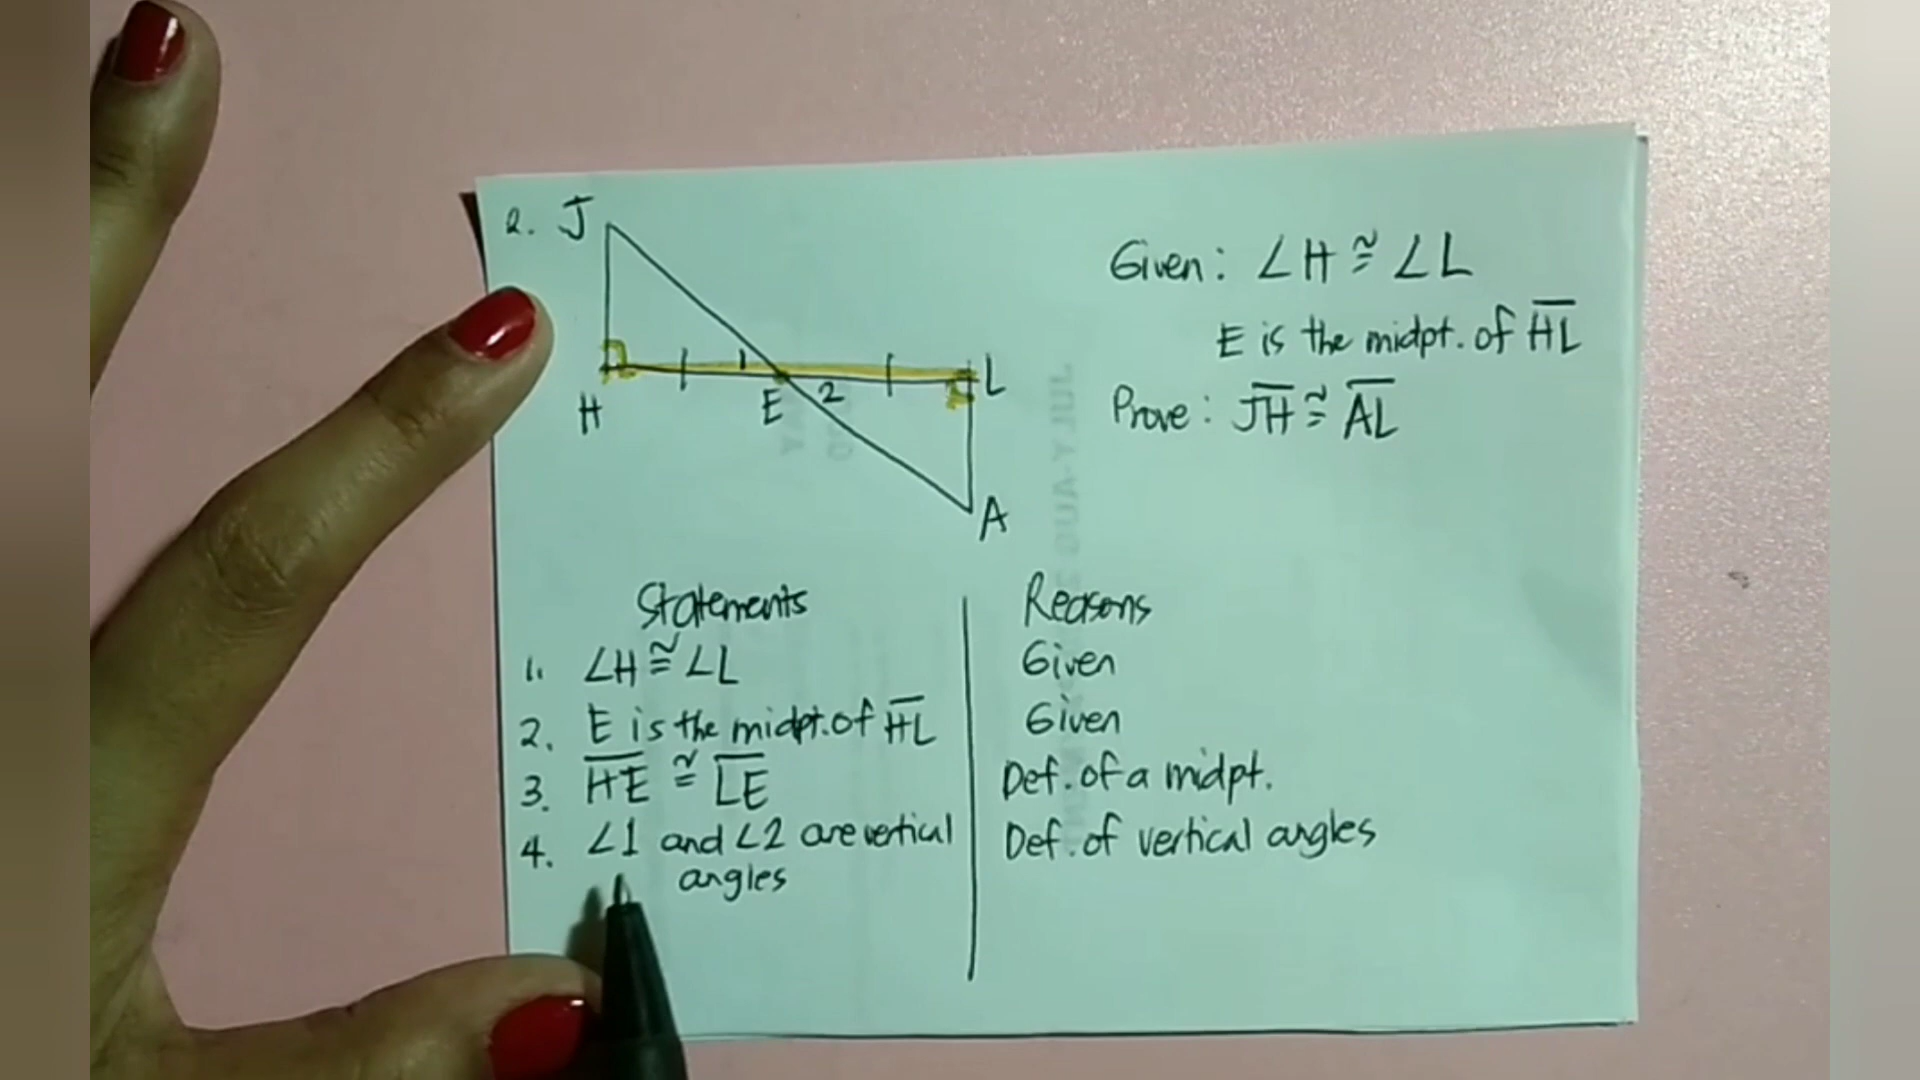 2. J
H
E
1
2
L
A
Given: ∠H ≅ ∠L
E is the midpt. of HL
Prove: JH ≅ AL
Statements
Reasons
1. ∠H ≅ ∠L
Given
2. E is the midpt. of HL
Given
3. HE ≅ LE
Def. of a midpt.
4. ∠1 and ∠2 are vertical
angles
Def. of vertical angles